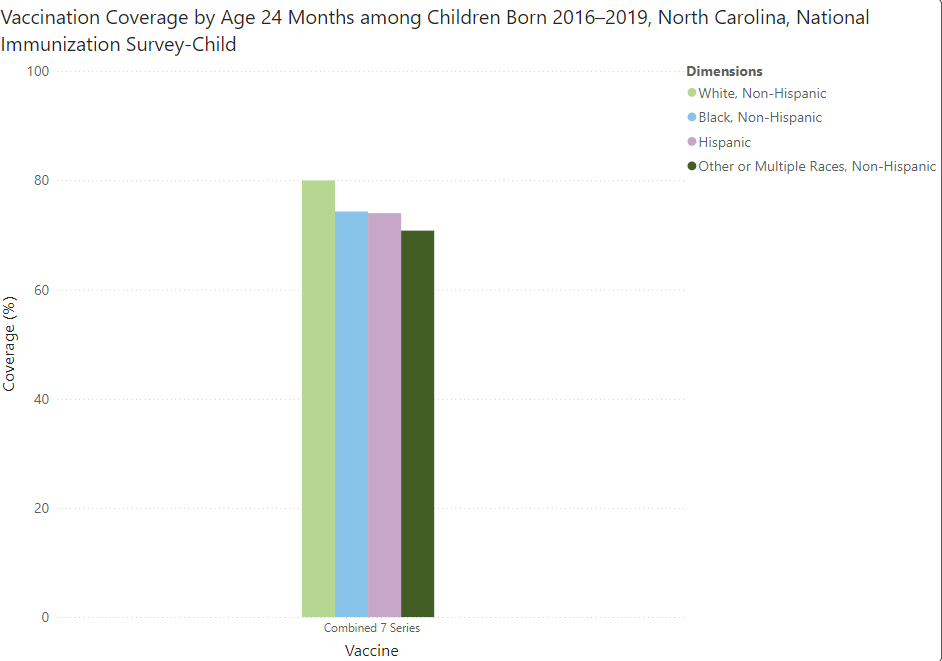 Vaccination Coverage by Age 24 Months among Children Born 2016–2019, North Carolina, National
Immunization Survey-Child
Dimensions
White, Non-Hispanic
Black, Non-Hispanic
Hispanic
Other or Multiple Races, Non-Hispanic
100
80
60
40
20
0
Coverage (%)
Combined 7 Series
Vaccine